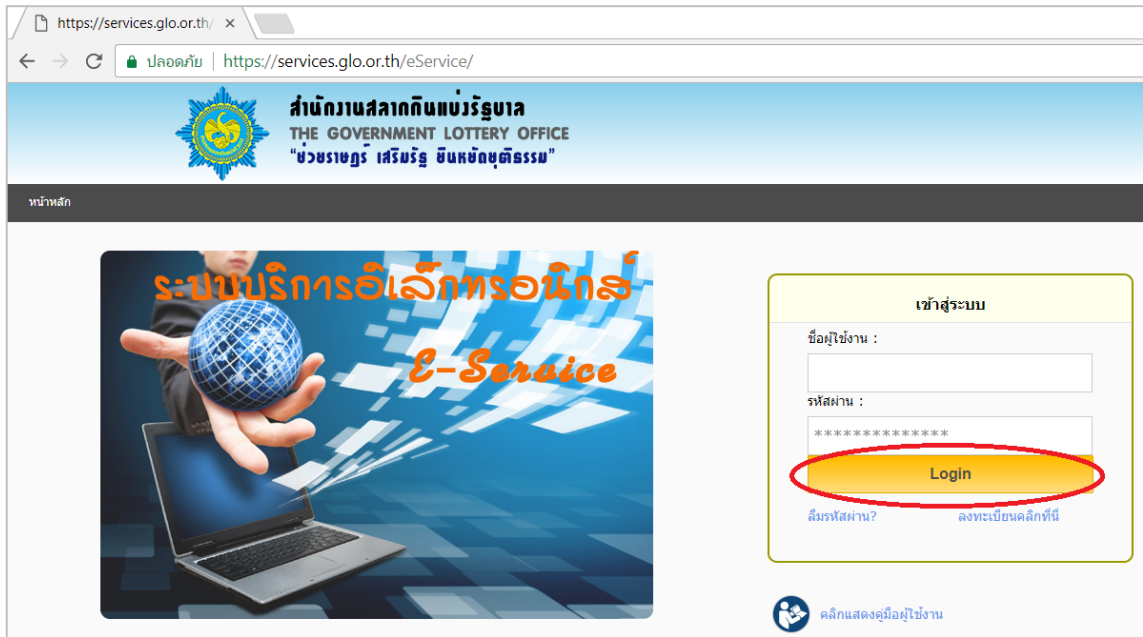 https://services.glo.or.th/
ปลอดภัย | https://services.glo.or.th/eService/
สำนักงานสลากกินแบ่งรัฐบาล
THE GOVERNMENT LOTTERY OFFICE
“ช่วยราษฎร์ เสริมรัฐ ยืนหยัดยุติธรรม”
หน้าหลัก
ระบบบริการอิเล็กทรอนิกส์
E-Service
เข้าสู่ระบบ
ชื่อผู้ใช้งาน :
รหัสผ่าน :
**************
Login
ลืมรหัสผ่าน? ลงทะเบียนคลิกที่นี่
คลิกแสดงคู่มือผู้ใช้งาน